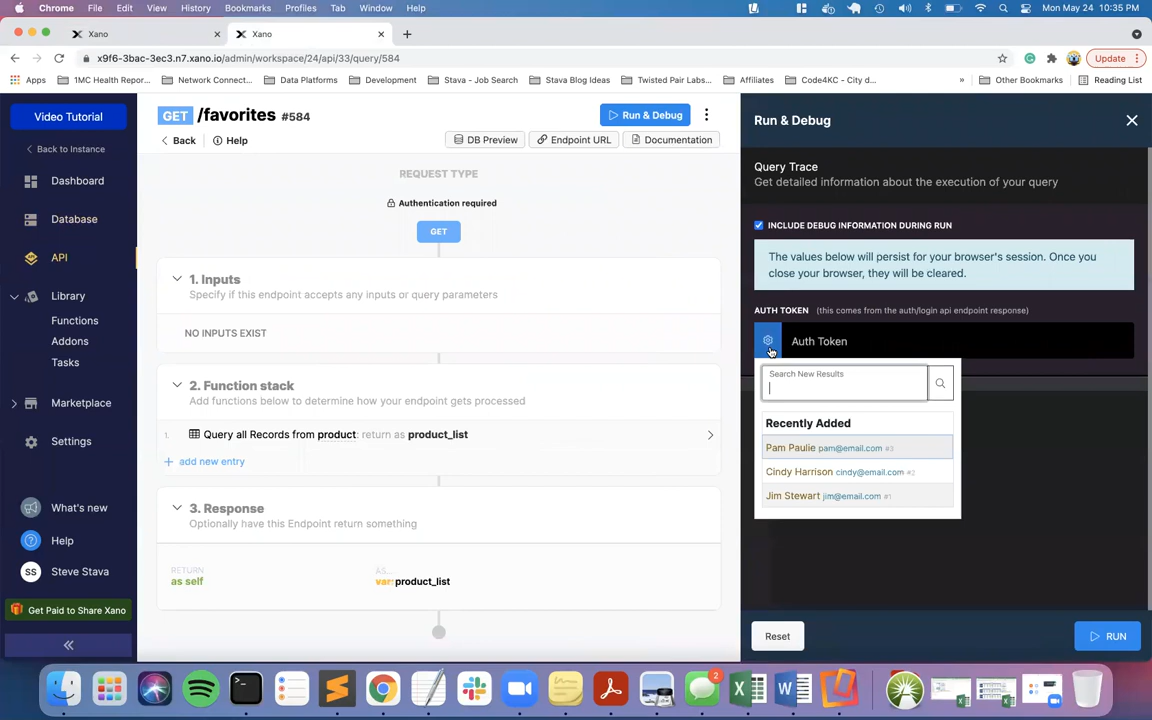 Chrome File Edit View History Bookmarks Profiles Tab Window Help Mon May 24 10:35 PM
Xano
Xano
x9f6-3bac-3ec3.n7.xano.io/admin/workspace/24/api/33/query/584
Update
Apps 1MC Health Repor... Network Connect... Data Platforms Development Stava - Job Search Stava Blog Ideas Twisted Pair Labs... Affiliates Code4KC - City d... » Other Bookmarks Reading List
Video Tutorial
Back to Instance
Dashboard
Database
API
Library
Functions
Addons
Tasks
Marketplace
Settings
What's new
Help
SS Steve Stava
Get Paid to Share Xano
GET /favorites #584
Run & Debug
Back Help
DB Preview Endpoint URL Documentation
REQUEST TYPE
Authentication required
GET
1. Inputs
Specify if this endpoint accepts any inputs or query parameters
NO INPUTS EXIST
2. Function stack
Add functions below to determine how your endpoint gets processed
1. Query all Records from product: return as product_list
+ add new entry
3. Response
Optionally have this Endpoint return something
RETURN AS...
as self var: product_list
Run & Debug
Query Trace
Get detailed information about the execution of your query
INCLUDE DEBUG INFORMATION DURING RUN
The values below will persist for your browser's session. Once you
close your browser, they will be cleared.
AUTH TOKEN (this comes from the auth/login api endpoint response)
Auth Token
Search New Results
Recently Added
Pam Paulie pam@email.com #3
Cindy Harrison cindy@email.com #2
Jim Stewart jim@email.com #1
Reset
RUN
2